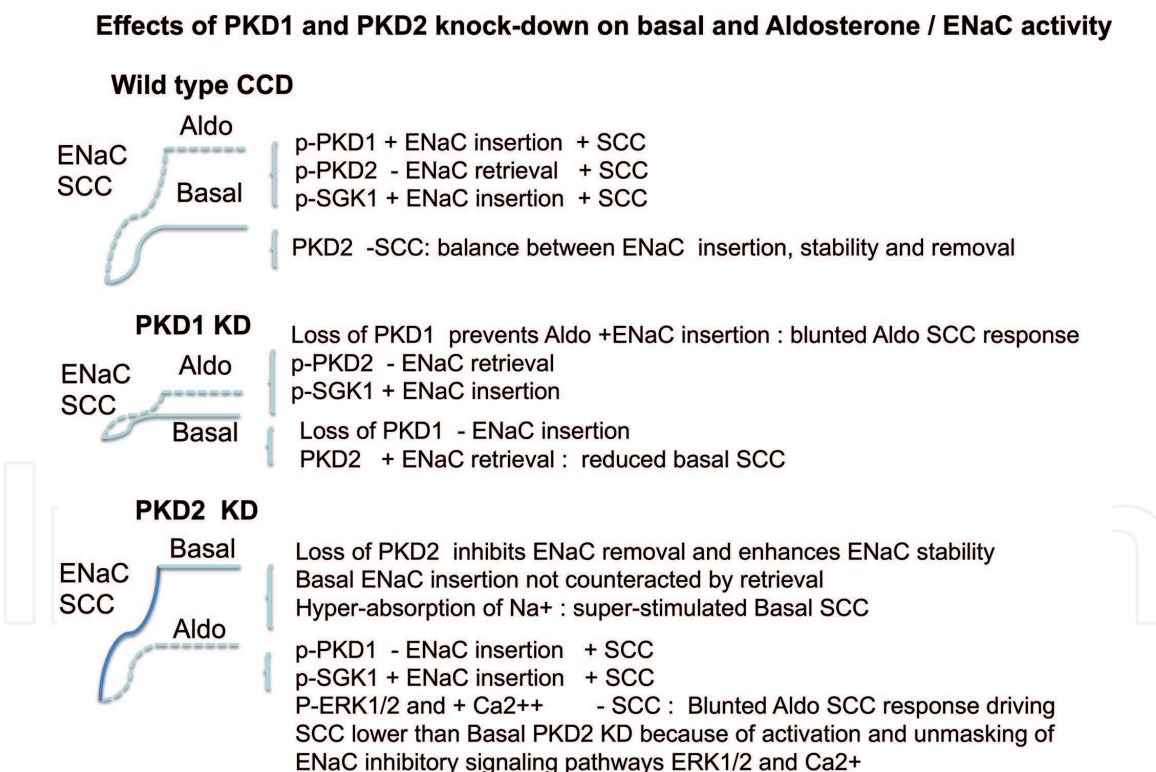 Effects of PKD1 and PKD2 knock-down on basal and Aldosterone / ENaC activity
Wild type CCD
Aldo
ENaC
SCC
Basal
p-PKD1 + ENaC insertion + SCC
p-PKD2 - ENaC retrieval + SCC
p-SGK1 + ENaC insertion + SCC
PKD2 -SCC: balance between ENaC insertion, stability and removal
PKD1 KD
Aldo
ENaC
SCC
Basal
Loss of PKD1 prevents Aldo +ENaC insertion : blunted Aldo SCC response
p-PKD2 - ENaC retrieval
p-SGK1 + ENaC insertion
Loss of PKD1 - ENaC insertion
PKD2 + ENaC retrieval : reduced basal SCC
PKD2 KD
Basal
ENaC
SCC
Aldo
Loss of PKD2 inhibits ENaC removal and enhances ENaC stability
Basal ENaC insertion not counteracted by retrieval
Hyper-absorption of Na+ : super-stimulated Basal SCC
p-PKD1 - ENaC insertion + SCC
p-SGK1 + ENaC insertion + SCC
P-ERK1/2 and + Ca2++ - SCC : Blunted Aldo SCC response driving
SCC lower than Basal PKD2 KD because of activation and unmasking of
ENaC inhibitory signaling pathways ERK1/2 and Ca2+